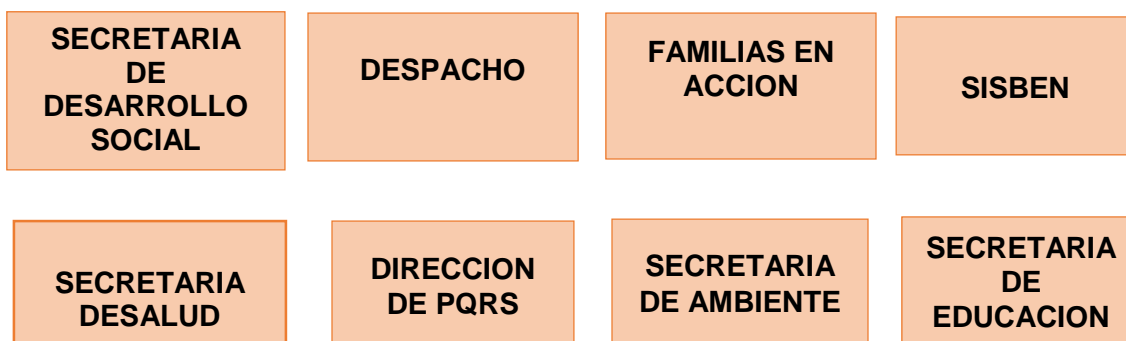 SECRETARIA
DE
DESARROLLO
SOCIAL
DESPACHO
FAMILIAS EN
ACCION
SISBEN
SECRETARIA
DESALUD
DIRECCION
DE PQRS
SECRETARIA
DE AMBIENTE
SECRETARIA
DE
EDUCACION